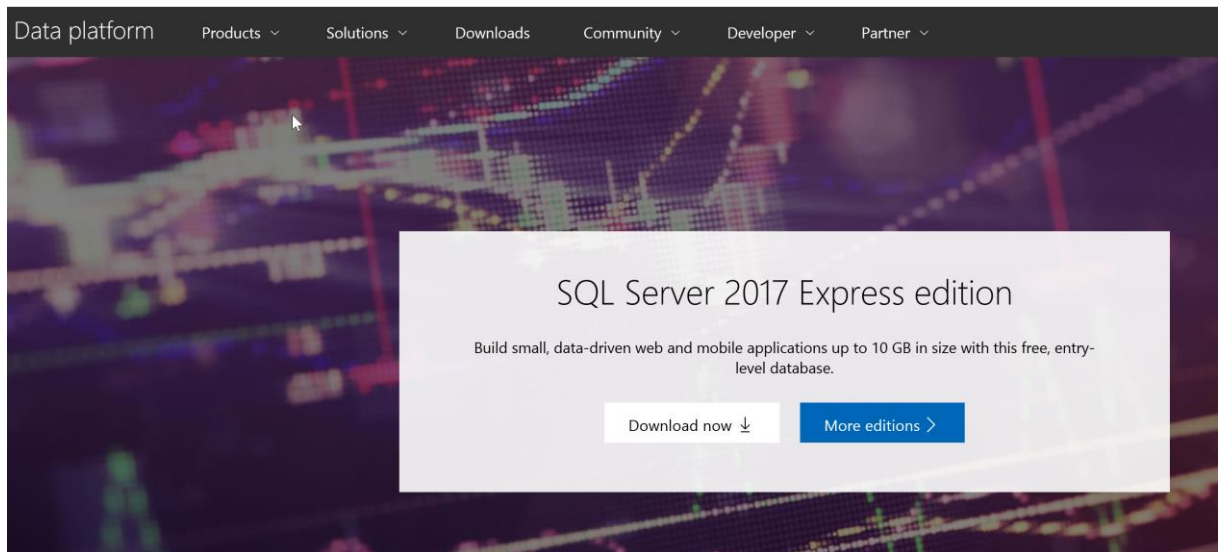 Data platform Products Solutions Downloads Community Developer Partner
SQL Server 2017 Express edition
Build small, data-driven web and mobile applications up to 10 GB in size with this free, entry-
level database.
Download now More editions